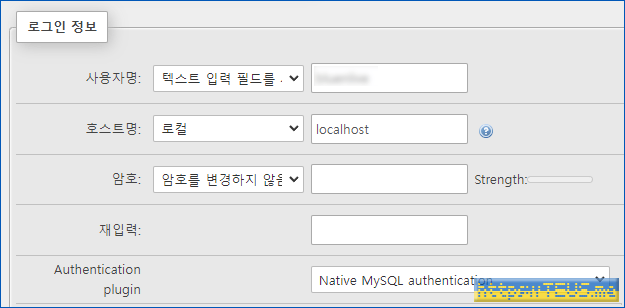 로그인 정보
사용자명: 텍스트 입력 필드를
호스트명: 로컬 localhost
암호: 암호를 변경하지 않음 Strength:
재입력:
Authentication
plugin
Native MySQL authentication